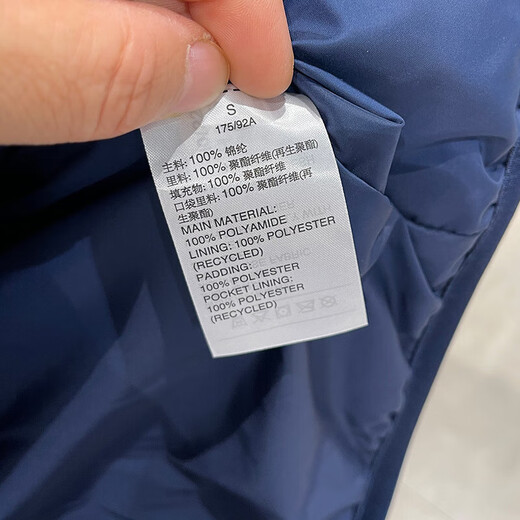 S
175/92A
主料: 100% 锦纶
里料: 100% 聚酯纤维(再生聚酯)
填充物: 100% 聚酯纤维
口袋里料: 100% 聚酯纤维(再
生聚酯)
MAIN MATERIAL:
100% POLYAMIDE
LINING: 100% POLYESTER
(RECYCLED)
PADDING:
100% POLYESTER
POCKET LINING:
100% POLYESTER
(RECYCLED)